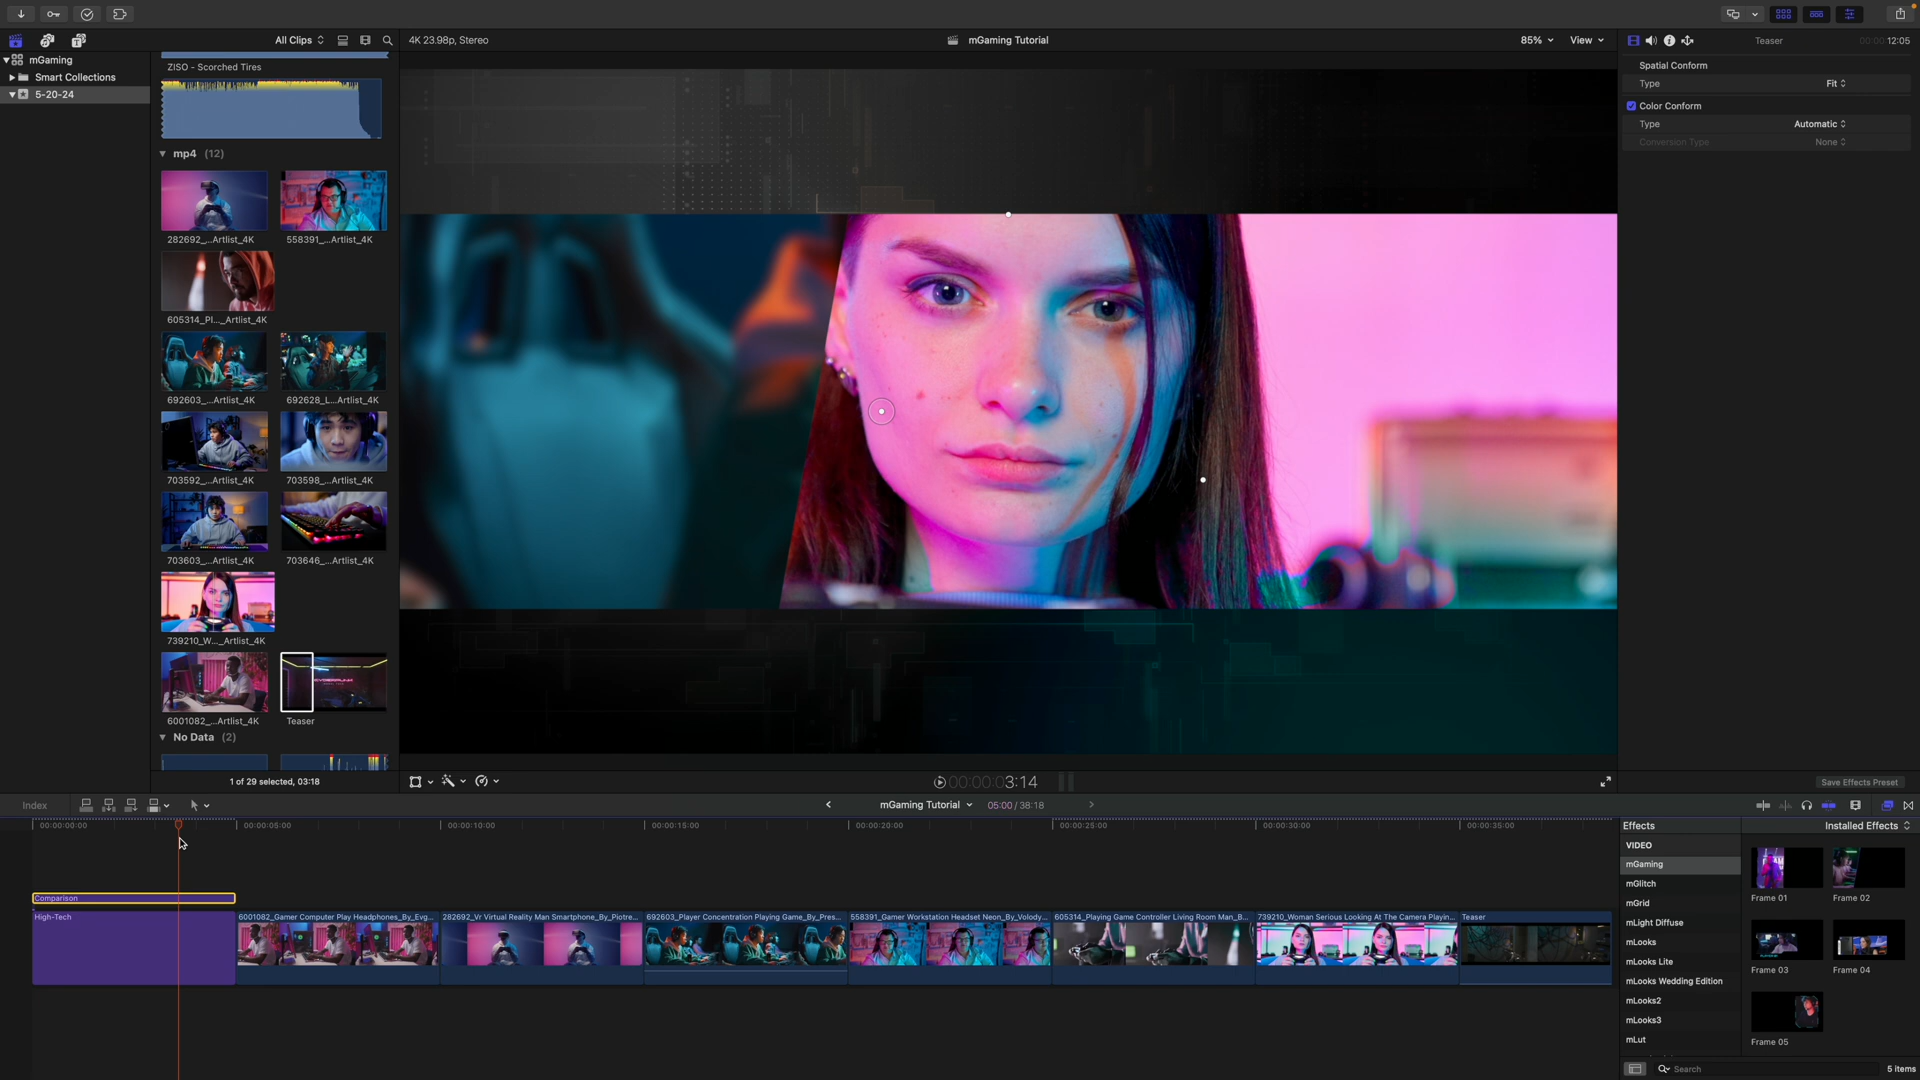 All Clips
4K 23.98p, Stereo
mGaming Tutorial
85%
View
Teaser
00:00:12:05
mGaming
Smart Collections
5-20-24
ZISO - Scorched Tires
mp4 (12)
282692_...Artlist_4K
558391_...Artlist_4K
605314_Pl..._Artlist_4K
692603_...Artlist_4K
692628_L...Artlist_4K
703592_...Artlist_4K
703598_...Artlist_4K
703603_...Artlist_4K
703646_...Artlist_4K
739210_W..._Artlist_4K
6001082_...Artlist_4K
Teaser
No Data (2)
1 of 29 selected, 03:18
Spatial Conform
Type
Fit
Color Conform
Type
Automatic
Conversion Type
None
00:00:03:14
Save Effects Preset
Index
mGaming Tutorial
05:00 / 38:18
00:00:00:00
00:00:05:00
00:00:10:00
00:00:15:00
00:00:20:00
00:00:25:00
00:00:30:00
00:00:35:00
Comparison
High-Tech
6001082_Gamer Computer Play Headphones_By_Evg...
282692_Vr Virtual Reality Man Smartphone_By_Piotre...
692603_Player Concentration Playing Game_By_Pres...
558391_Gamer Workstation Headset Neon_By_Volody...
605314_Playing Game Controller Living Room Man_B...
739210_Woman Serious Looking At The Camera Playin...
Teaser
Effects
Installed Effects
VIDEO
mGaming
mGlitch
mGrid
mLight Diffuse
mLooks
mLooks Lite
mLooks Wedding Edition
mLooks2
mLooks3
mLut
Frame 01
Frame 02
Frame 03
Frame 04
Frame 05
Search
5 items